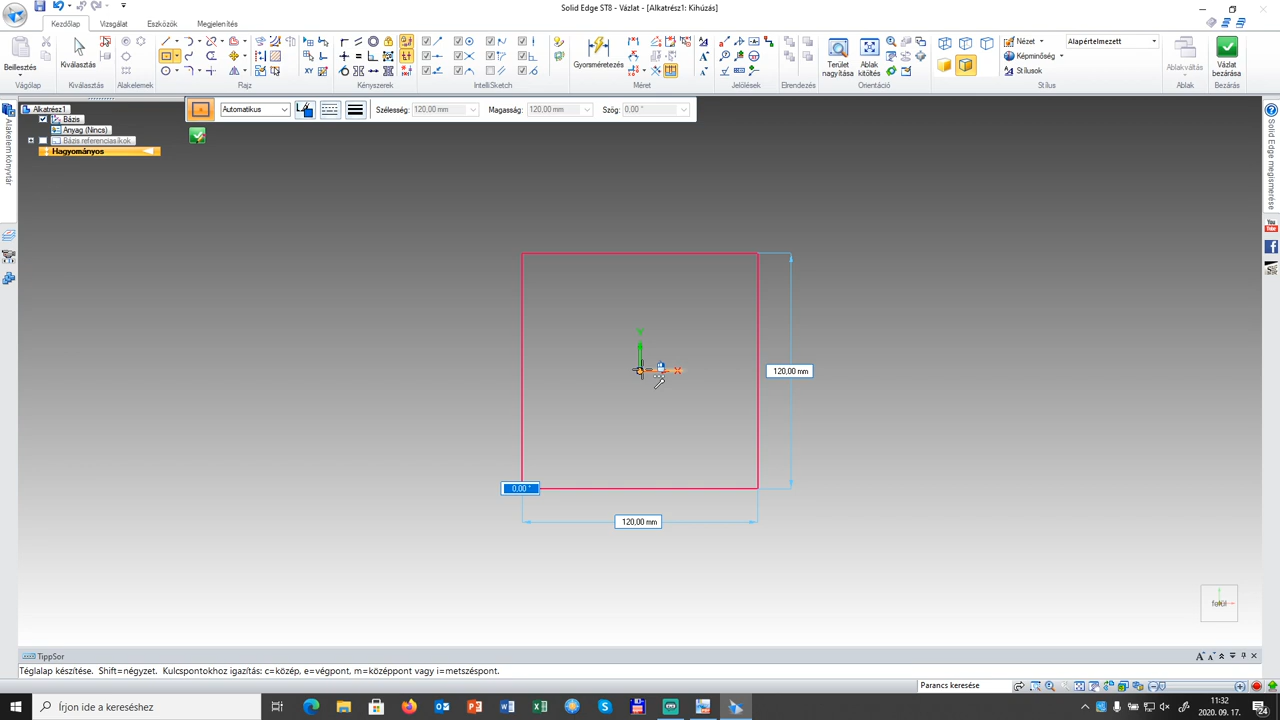 Solid Edge ST8 - Vázlat - [Alkatrész1: Kihúzás]
Kezdőlap Vizsgálat Eszközök Megjelenítés
Beillesztés
Kiválasztás
Gyorsméretezés
Terület nagyítása
Ablak kitöltés
Nézet
Képminőség
Stílusok
Alapértelmezett
Ablakváltás
Vázlat bezárása
Vágólap Kiválasztás Alakelemek Rajz Kényszerek IntelliSketch Méret Jelölések Elrendezés Orientáció Stílus Ablak Bezárás
Alkatrész1
Bázis
Anyag (Nincs)
Bázis referenciasíkok
Hagyományos
Automatikus
Szélesség: 120,00 mm
Magasság: 120,00 mm
Szög: 0,00 °
Alakelem könyvtár
Solid Edge megismerése
You Tube
120,00 mm
0,00 °
120,00 mm
felül
TippSor
Téglalap készítése. Shift=négyzet. Kulcspontokhoz igazítás: c=közép, e=végpont, m=középpont vagy i=metszéspont.
Parancs keresése
Írjon ide a kereséshez
11:32
2020. 09. 17.
24